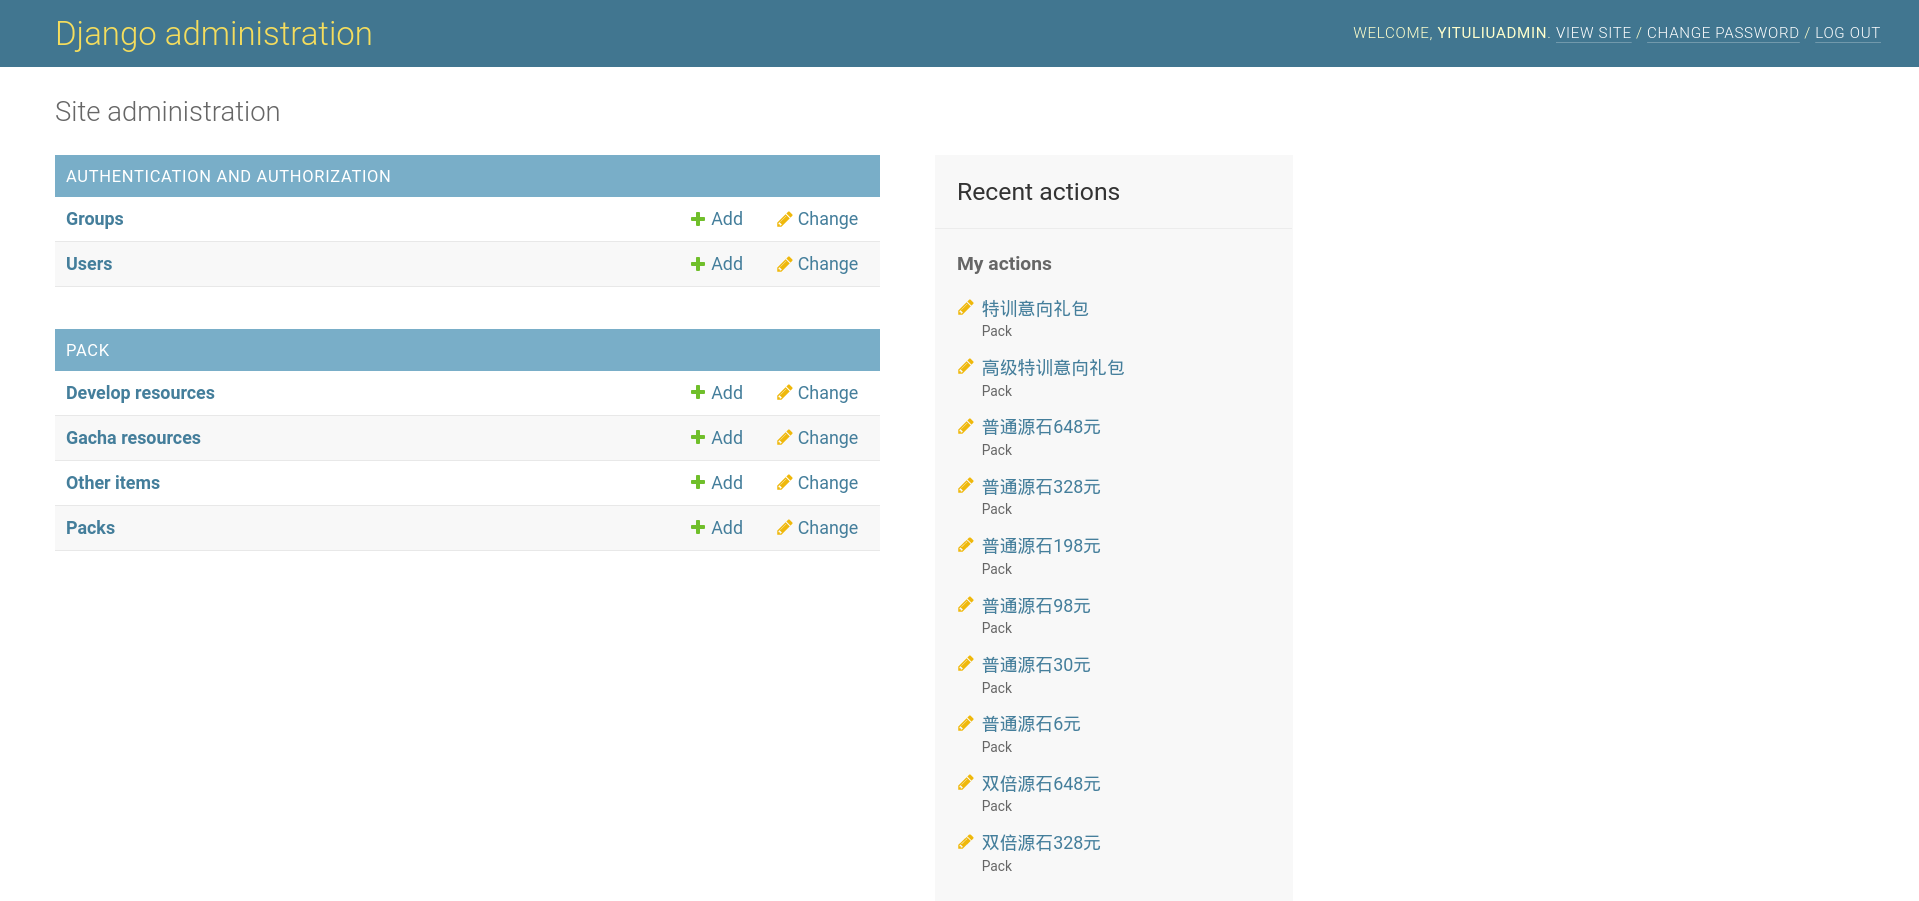 Django administration
WELCOME, YITULIUADMIN. VIEW SITE / CHANGE PASSWORD / LOG OUT
Site administration
AUTHENTICATION AND AUTHORIZATION
Groups Add Change
Users Add Change
PACK
Develop resources Add Change
Gacha resources Add Change
Other items Add Change
Packs Add Change
Recent actions
My actions
特训意向礼包
Pack
高级特训意向礼包
Pack
普通源石648元
Pack
普通源石328元
Pack
普通源石198元
Pack
普通源石98元
Pack
普通源石30元
Pack
普通源石6元
Pack
双倍源石648元
Pack
双倍源石328元
Pack